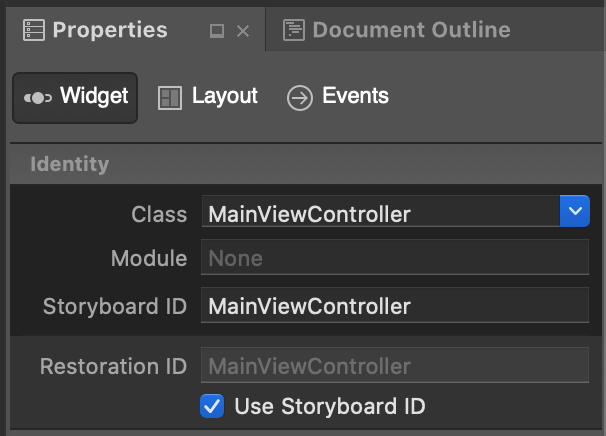 Properties
Document Outline
Widget
Layout
Events
Identity
Class MainViewController
Module None
Storyboard ID MainViewController
Restoration ID MainViewController
Use Storyboard ID